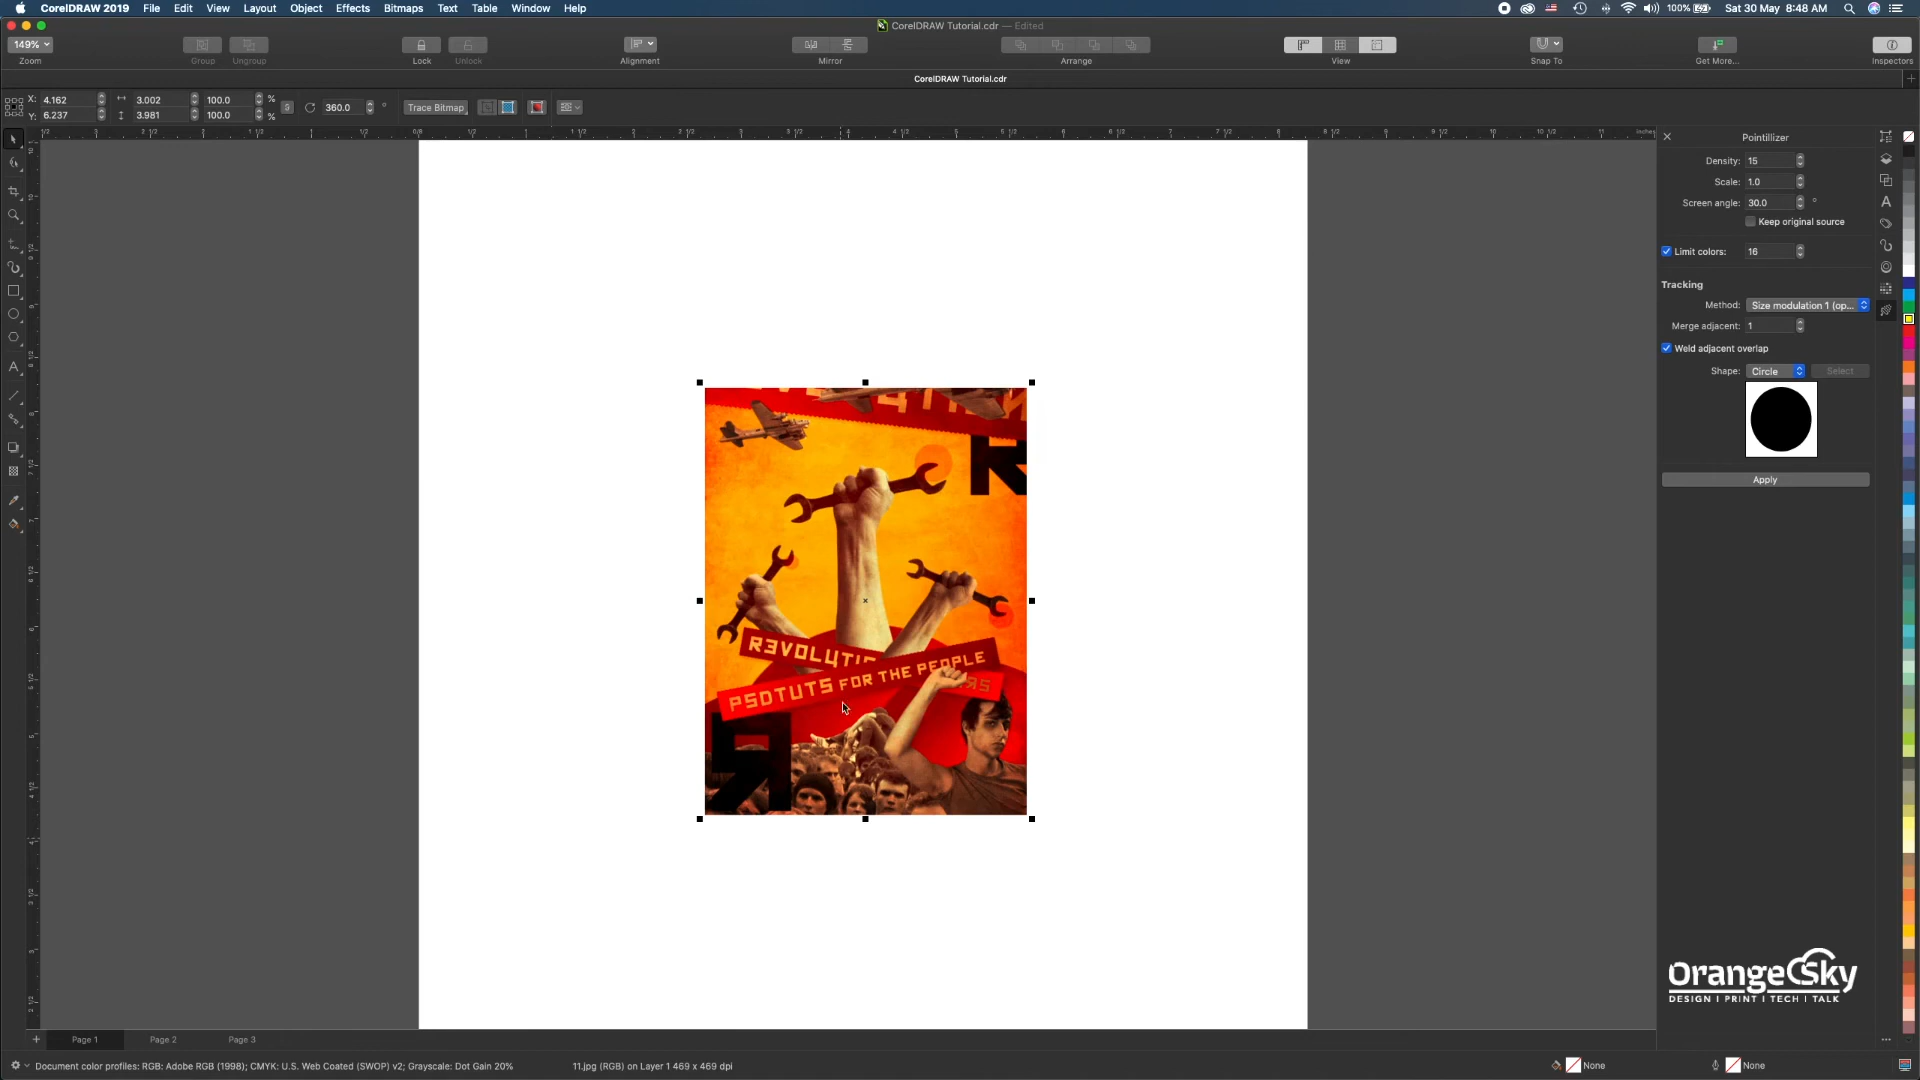 CorelDRAW 2019 File Edit View Layout Object Effects Bitmaps Text Table Window Help
100% Sat 30 May 8:48 AM
CorelDRAW Tutorial.cdr — Edited
149%
Zoom Group Ungroup Lock Unlock Alignment Mirror Arrange View Snap To Get More... Inspectors
CorelDRAW Tutorial.cdr
X: 4.162 3.002 100.0 %
Y: 6.237 3.981 100.0 %
360.0 °
Trace Bitmap
Pointillizer
Density: 15
Scale: 1.0
Screen angle: 30.0 °
Keep original source
Limit colors: 16
Tracking
Method: Size modulation 1 (op...
Merge adjacent: 1
Weld adjacent overlap
Shape: Circle Select
Apply
PSDTUTS FOR THE PEOPLE
OrangeSky
DESIGN | PRINT | TECH | TALK
Page 1 Page 2 Page 3
Document color profiles: RGB: Adobe RGB (1998); CMYK: U.S. Web Coated (SWOP) v2; Grayscale: Dot Gain 20% 11.jpg (RGB) on Layer 1 469 x 469 dpi None None